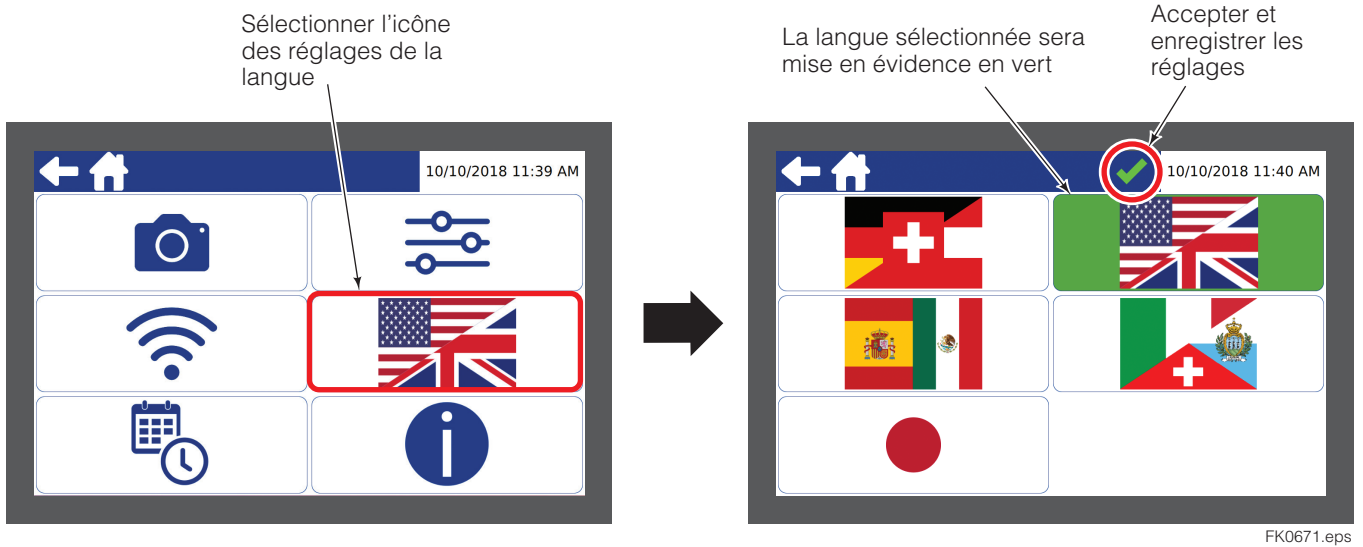 Sélectionner l’icône
des réglages de la
langue
La langue sélectionnée sera
mise en évidence en vert
Accepter et
enregistrer les
réglages
10/10/2018 11:39 AM
10/10/2018 11:40 AM
FK0671.eps